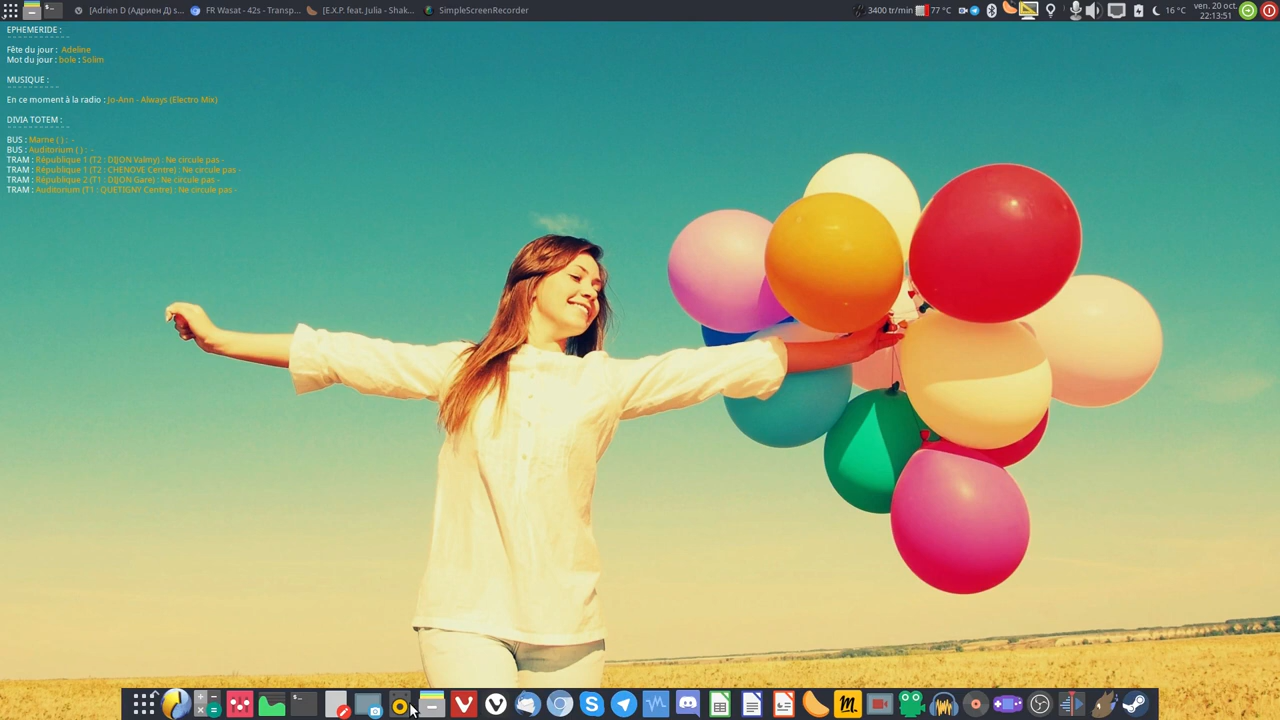 [Adrien D (Адриен Д) s...
FR Wasat - 42s - Transp...
[E.X.P. feat. Julia - Shak...
SimpleScreenRecorder
3400 tr/min
77 °C
16 °C
ven. 20 oct.
22:13:51
EPHEMERIDE :
Fête du jour : Adeline
Mot du jour : bole : Solim
MUSIQUE :
En ce moment à la radio : Jo-Ann - Always (Electro Mix)
DIVIA TOTEM :
BUS : Marne ( ) : -
BUS : Auditorium ( ) : -
TRAM : République 1 (T2 : DIJON Valmy) : Ne circule pas -
TRAM : République 1 (T2 : CHENOVE Centre) : Ne circule pas -
TRAM : République 2 (T1 : DIJON Gare) : Ne circule pas -
TRAM : Auditorium (T1 : QUETIGNY Centre) : Ne circule pas -